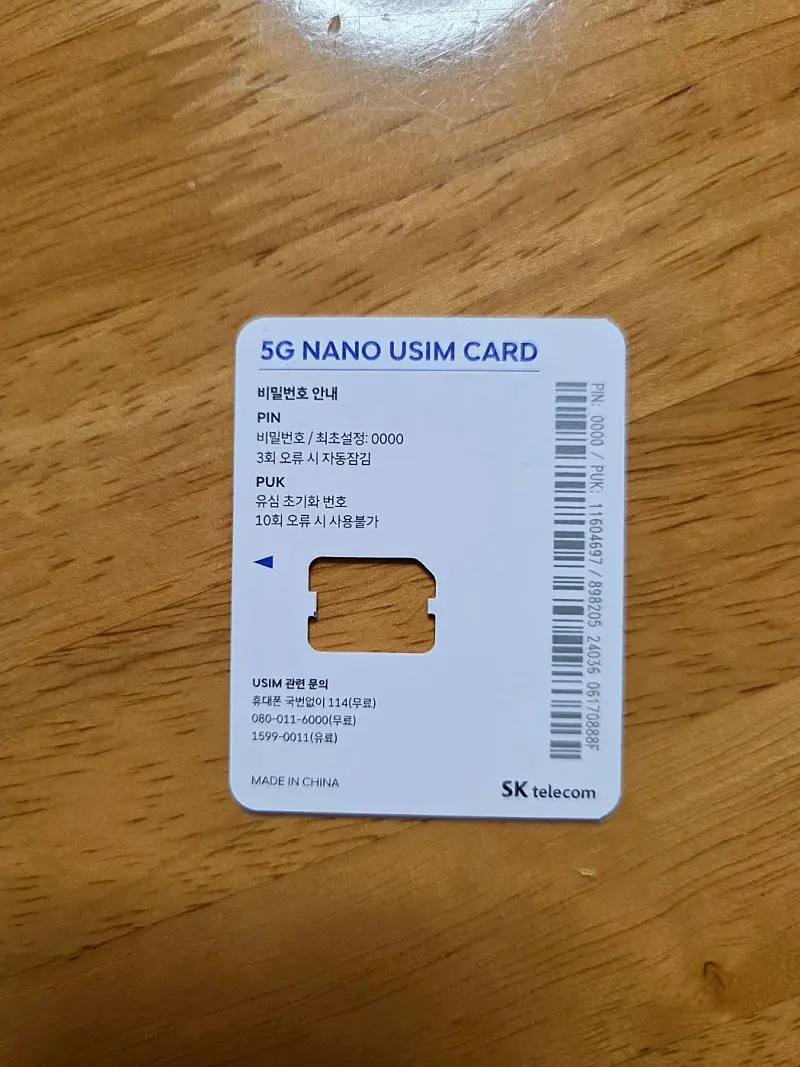 5G NANO USIM CARD
비밀번호 안내
PIN
비밀번호 / 최초설정: 0000
3회 오류 시 자동잠김
PUK
유심 초기화 번호
10회 오류 시 사용불가
USIM 관련 문의
휴대폰 국번없이 114(무료)
080-011-6000(무료)
1599-0011(유료)
MADE IN CHINA
SK telecom
PIN: 0000 / PUK: 11604697 / 898205 24036 06170888F